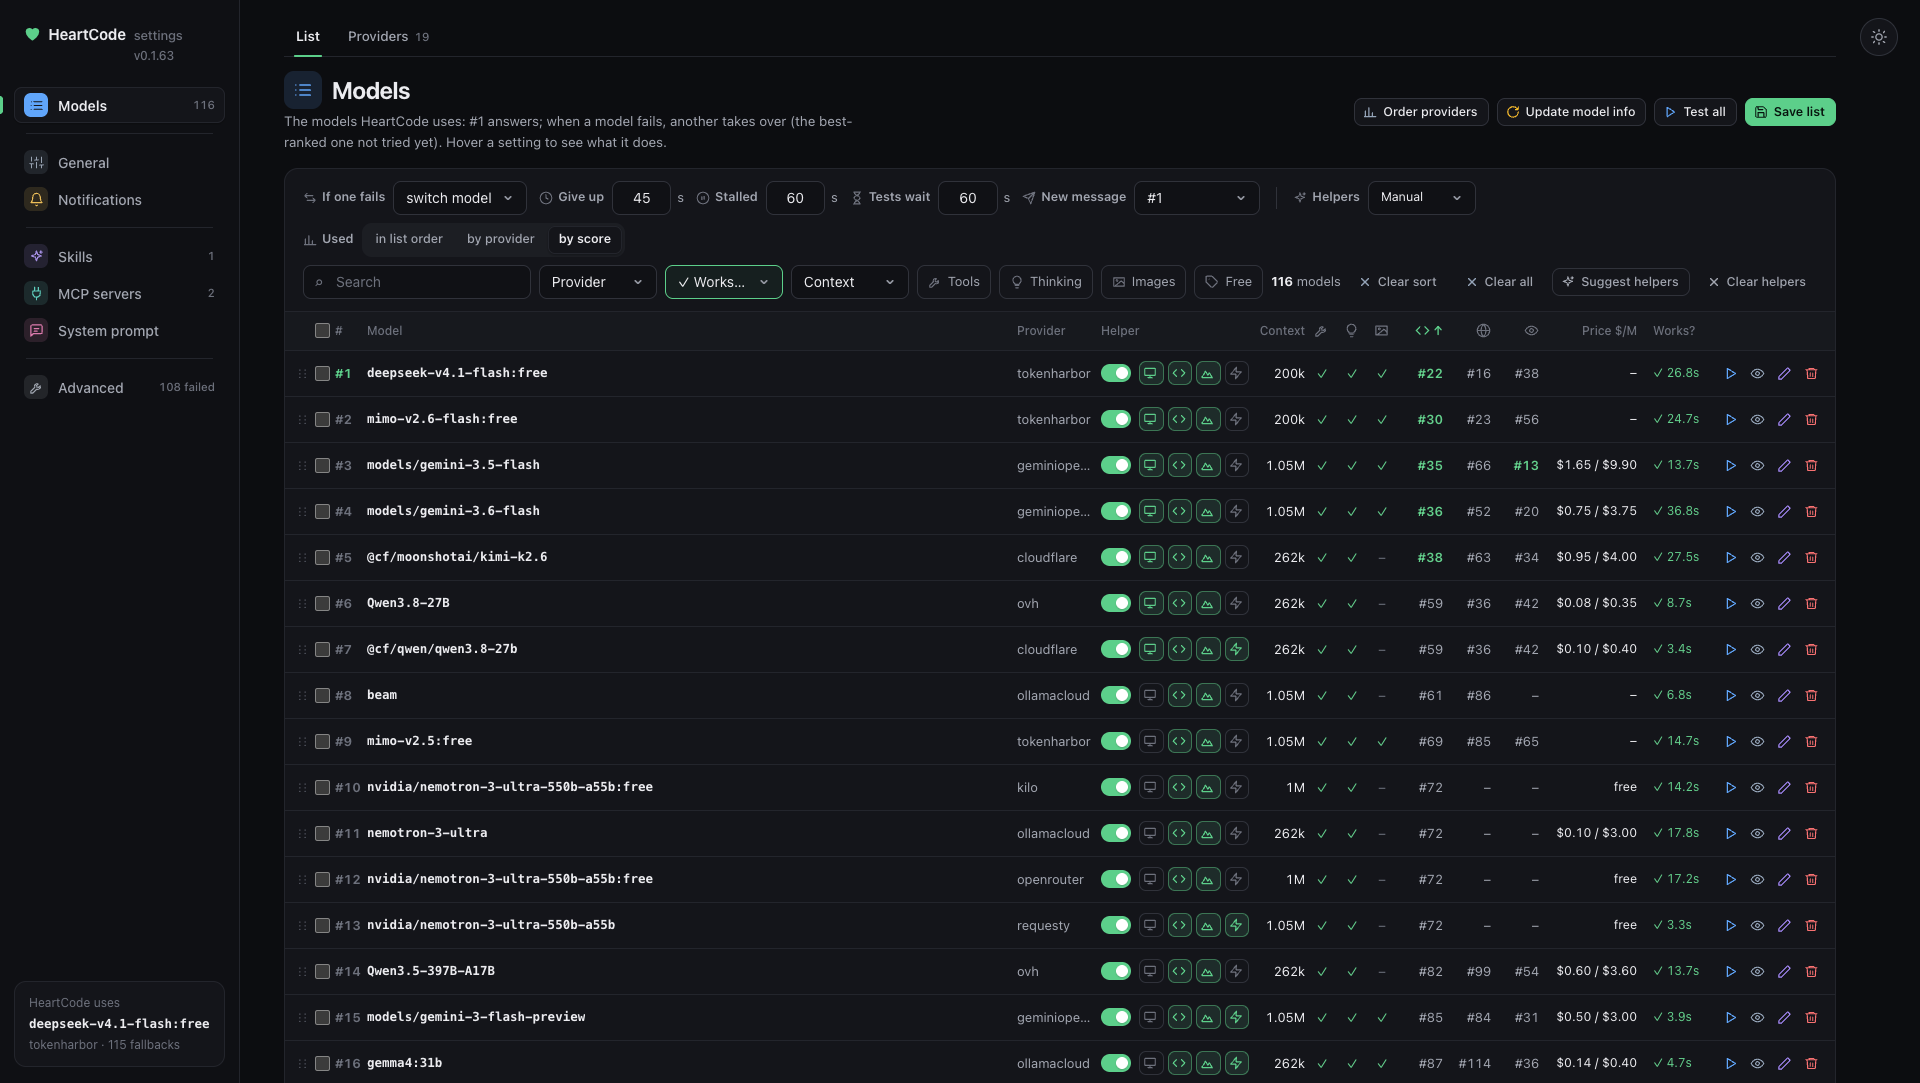 HeartCode settings
v0.1.63
Models 116
General
Notifications
Skills 1
MCP servers 2
System prompt
Advanced 108 failed
HeartCode uses
deepseek-v4.1-flash:free
tokenharbor · 115 fallbacks
List Providers 19
Models
The models HeartCode uses: #1 answers; when a model fails, another takes over (the best-
ranked one not tried yet). Hover a setting to see what it does.
Order providers Update model info Test all Save list
If one fails switch model Give up 45 s Stalled 60 s Tests wait 60 s New message #1 Helpers Manual
Used in list order by provider by score
Search Provider ✓ Works... Context Tools Thinking Images Free 116 models Clear sort Clear all Suggest helpers Clear helpers
# Model Provider Helper Context <> ↑ Price $/M Works?
#1 deepseek-v4.1-flash:free tokenharbor 200k ✓ ✓ ✓ #22 #16 #38 – ✓ 26.8s
#2 mimo-v2.6-flash:free tokenharbor 200k ✓ ✓ ✓ #30 #23 #56 – ✓ 24.7s
#3 models/gemini-3.5-flash geminiope... 1.05M ✓ ✓ ✓ #35 #66 #13 $1.65 / $9.90 ✓ 13.7s
#4 models/gemini-3.6-flash geminiope... 1.05M ✓ ✓ ✓ #36 #52 #20 $0.75 / $3.75 ✓ 36.8s
#5 @cf/moonshotai/kimi-k2.6 cloudflare 262k ✓ ✓ – #38 #63 #34 $0.95 / $4.00 ✓ 27.5s
#6 Qwen3.8-27B ovh 262k ✓ ✓ – #59 #36 #42 $0.08 / $0.35 ✓ 8.7s
#7 @cf/qwen/qwen3.8-27b cloudflare 262k ✓ ✓ – #59 #36 #42 $0.10 / $0.40 ✓ 3.4s
#8 beam ollamacloud 1.05M ✓ ✓ – #61 #86 – – ✓ 6.8s
#9 mimo-v2.5:free tokenharbor 1.05M ✓ ✓ ✓ #69 #85 #65 – ✓ 14.7s
#10 nvidia/nemotron-3-ultra-550b-a55b:free kilo 1M ✓ ✓ – #72 – – free ✓ 14.2s
#11 nemotron-3-ultra ollamacloud 262k ✓ ✓ – #72 – – $0.10 / $3.00 ✓ 17.8s
#12 nvidia/nemotron-3-ultra-550b-a55b:free openrouter 1M ✓ ✓ – #72 – – free ✓ 17.2s
#13 nvidia/nemotron-3-ultra-550b-a55b requesty 1.05M ✓ ✓ – #72 – – free ✓ 3.3s
#14 Qwen3.5-397B-A17B ovh 262k ✓ ✓ – #82 #99 #54 $0.60 / $3.60 ✓ 13.7s
#15 models/gemini-3-flash-preview geminiope... 1.05M ✓ ✓ ✓ #85 #84 #31 $0.50 / $3.00 ✓ 3.9s
#16 gemma4:31b ollamacloud 262k ✓ ✓ ✓ #87 #114 #36 $0.14 / $0.40 ✓ 4.7s